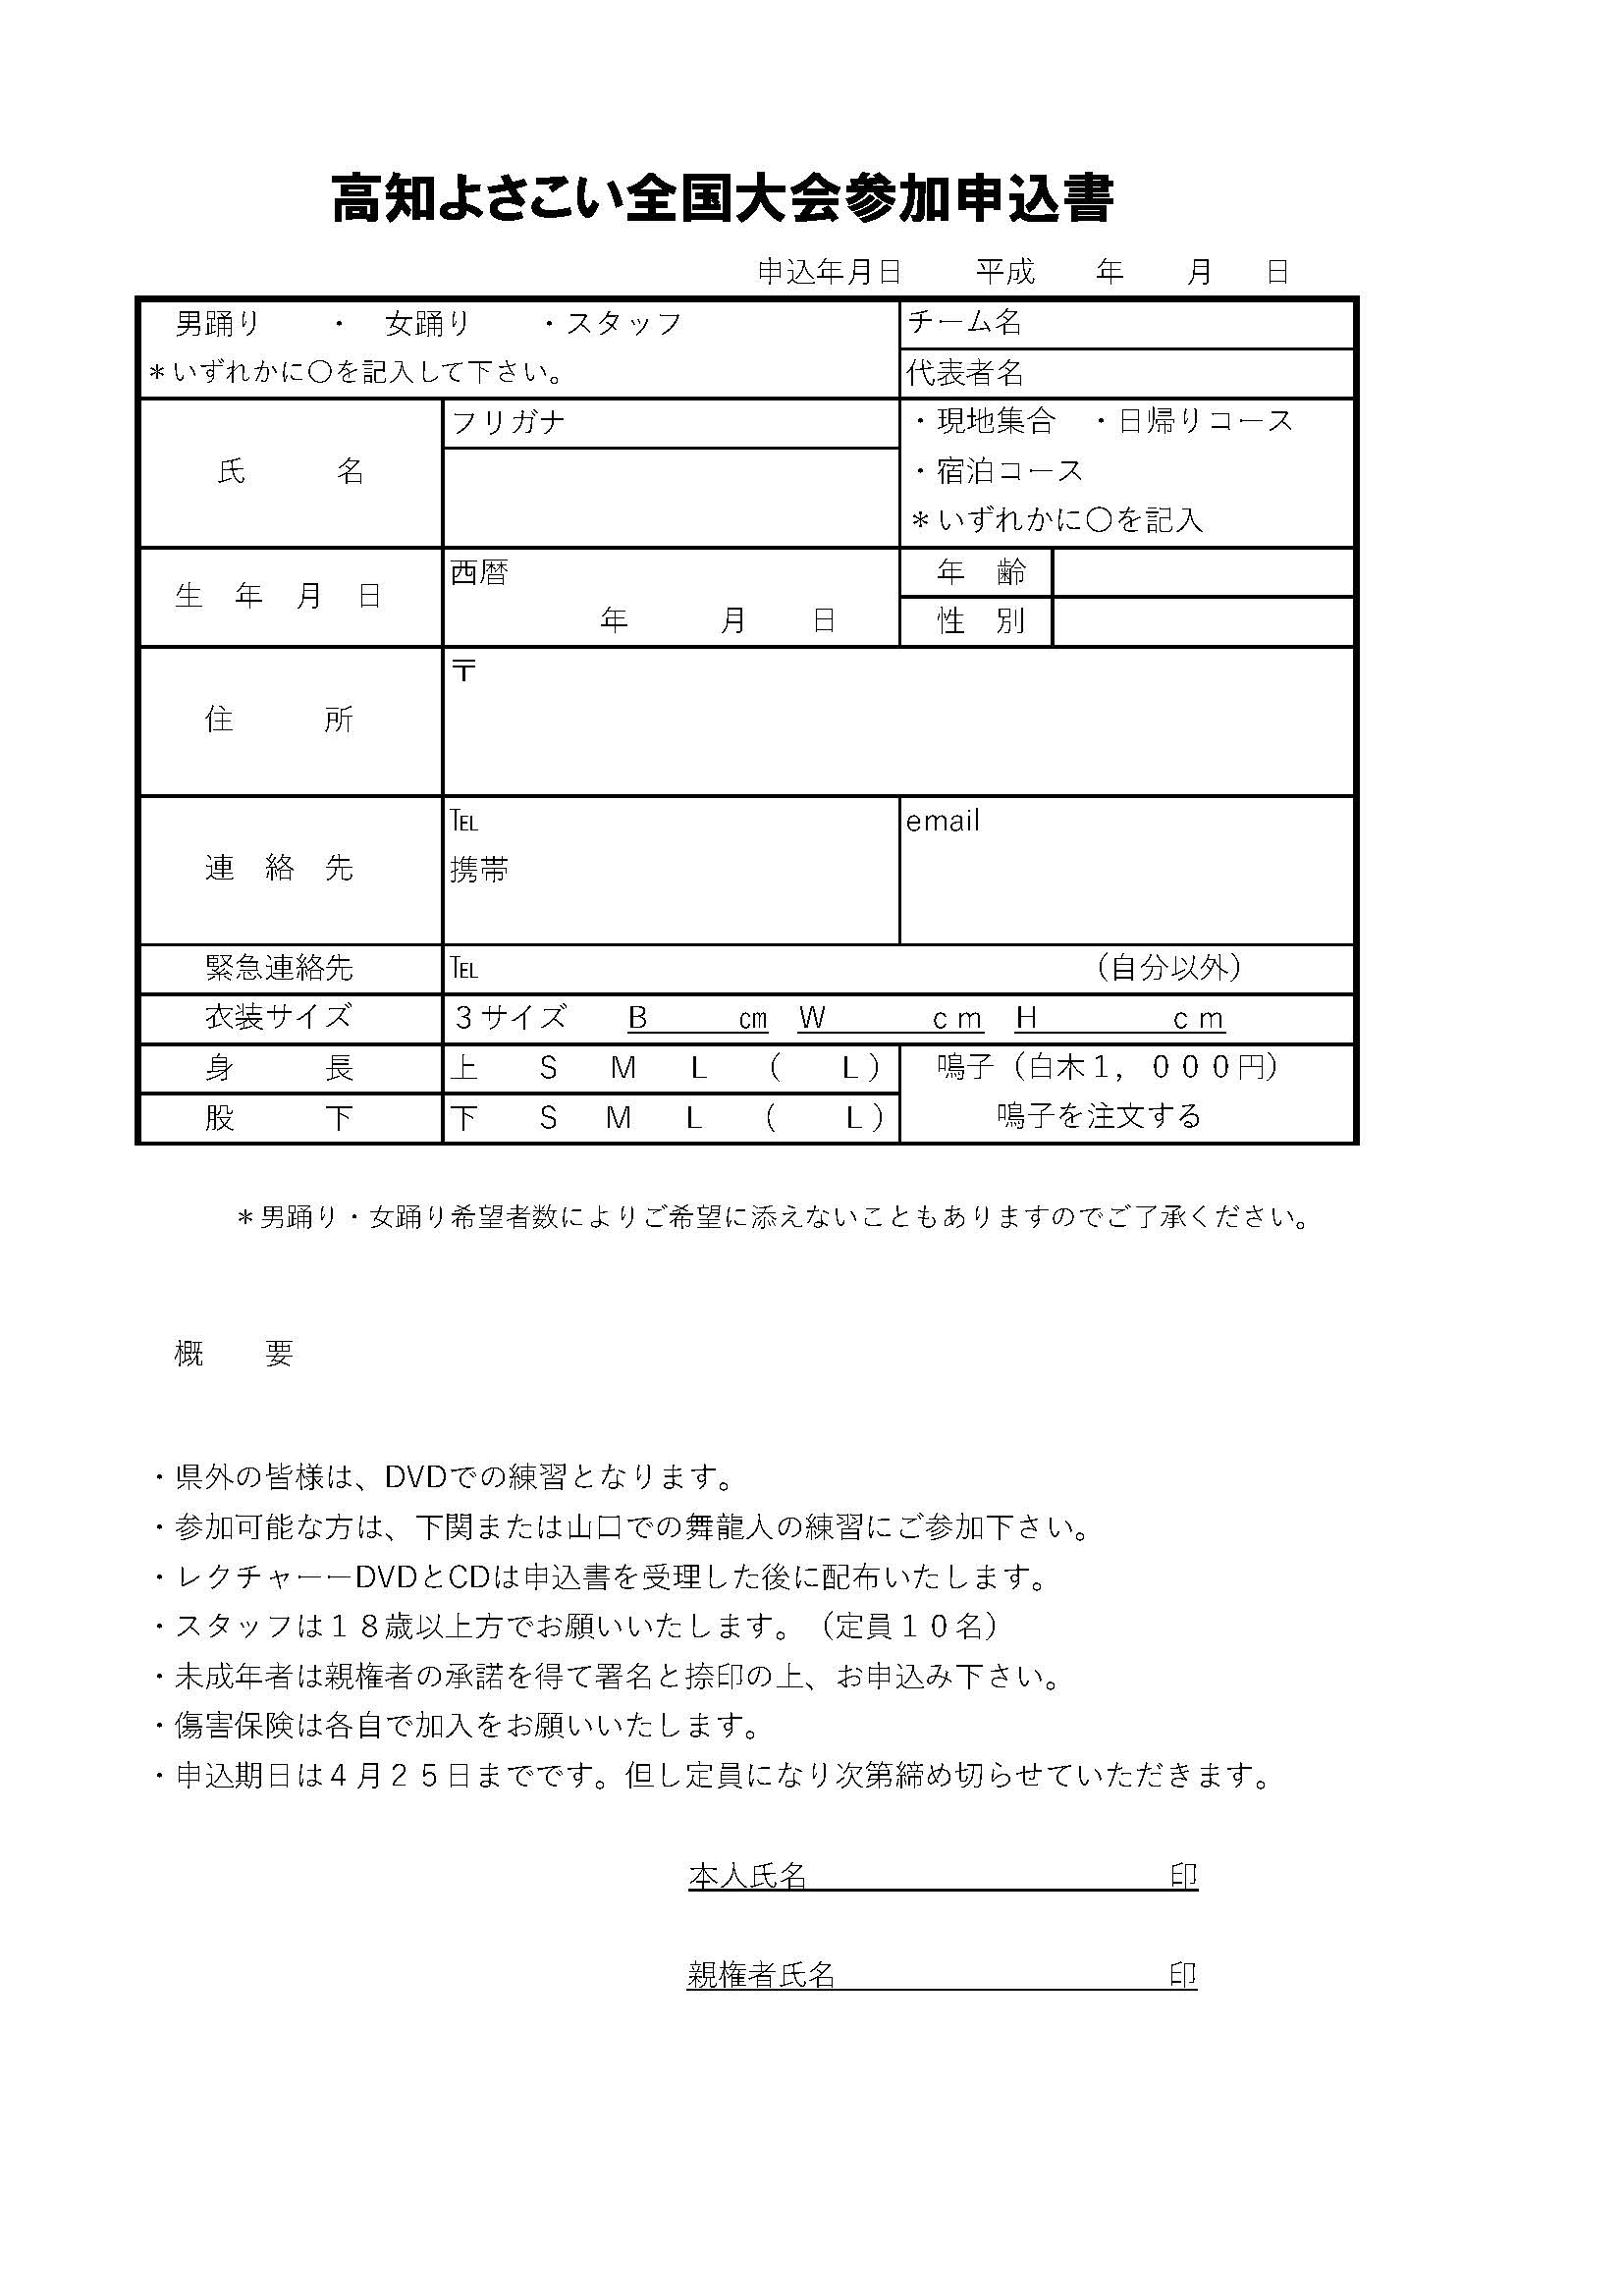 高知よさこい全国大会参加申込書
申込年月日　　平成　　年　　月　　日
男踊り　　・　女踊り　　・スタッフ
＊いずれかに〇を記入して下さい。
チーム名
代表者名
氏　　　名
フリガナ
・現地集合　・日帰りコース
・宿泊コース
＊いずれかに〇を記入
生　年　月　日
西暦
年　　　月　　日
年　齢
性　別
住　　　所
〒
連　絡　先
℡
携帯
email
緊急連絡先
℡　　　　　　　　　　（自分以外）
衣装サイズ
３サイズ　　B　　　㎝　W　　　ｃｍ　H　　　　ｃｍ
身　　　長
上　　S　　M　　L　　（　　L）
股　　　下
下　　S　　M　　L　　（　　L）
鳴子（白木１，０００円）
鳴子を注文する
＊男踊り・女踊り希望者数によりご希望に添えないこともありますのでご了承ください。
概　　要
・県外の皆様は、DVDでの練習となります。
・参加可能な方は、下関または山口での舞龍人の練習にご参加下さい。
・レクチャーーDVDとCDは申込書を受理した後に配布いたします。
・スタッフは１８歳以上方でお願いいたします。（定員１０名）
・未成年者は親権者の承諾を得て署名と捺印の上、お申込み下さい。
・傷害保険は各自で加入をお願いいたします。
・申込期日は４月２５日までです。但し定員になり次第締め切らせていただきます。
本人氏名　　　　　　　　　　　　印
親権者氏名　　　　　　　　　　　印